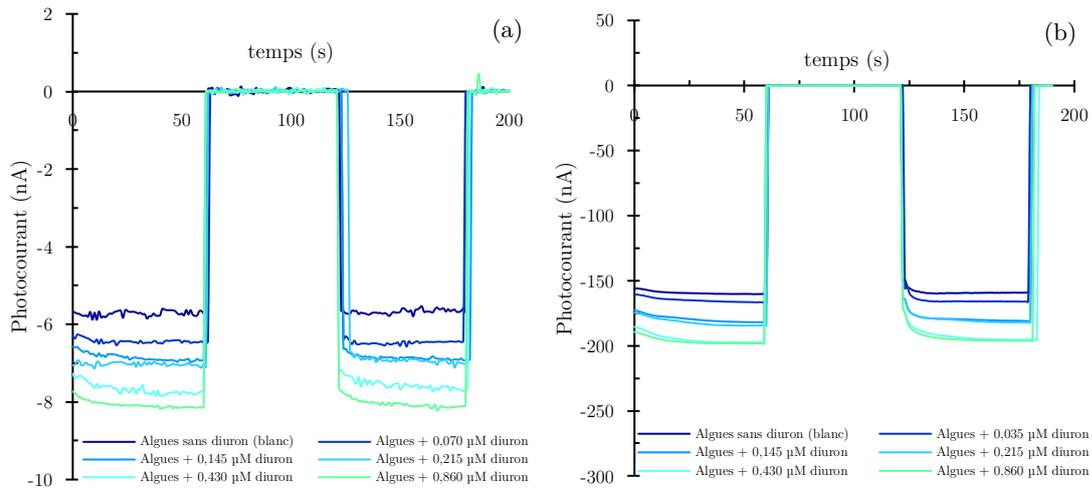 (a)
temps (s)
Photocourant (nA)
2
0
-2
-4
-6
-8
-10
0
50
100
150
200
Algues sans diuron (blanc)
Algues + 0,070 µM diuron
Algues + 0,145 µM diuron
Algues + 0,215 µM diuron
Algues + 0,430 µM diuron
Algues + 0,860 µM diuron
(b)
temps (s)
Photocourant (nA)
50
0
-50
-100
-150
-200
-250
-300
0
50
100
150
200
Algues sans diuron (blanc)
Algues + 0,035 µM diuron
Algues + 0,145 µM diuron
Algues + 0,215 µM diuron
Algues + 0,430 µM diuron
Algues + 0,860 µM diuron